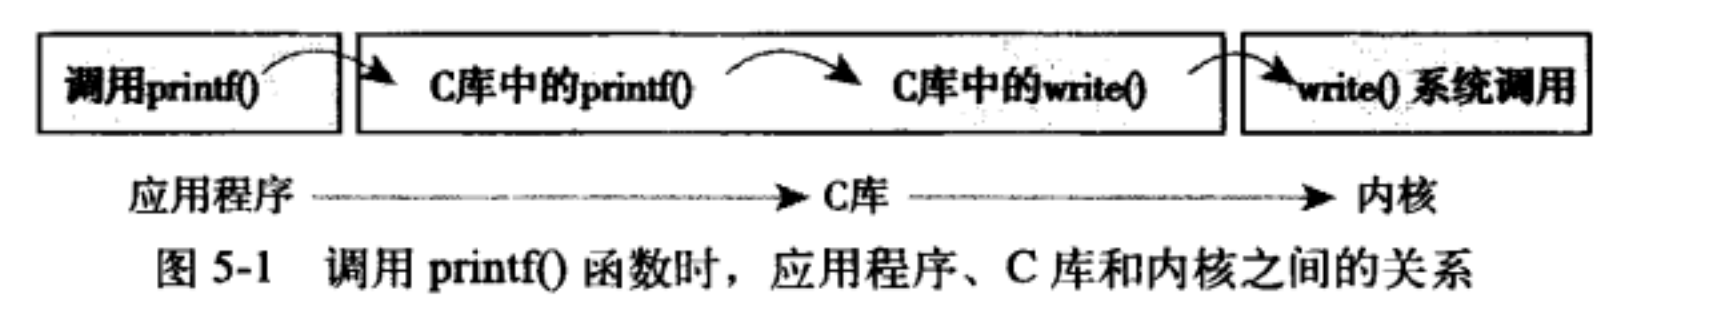 调用printf() C库中的printf() C库中的write() write() 系统调用
应用程序 C库 内核
图 5-1 调用 printf() 函数时，应用程序、C 库和内核之间的关系